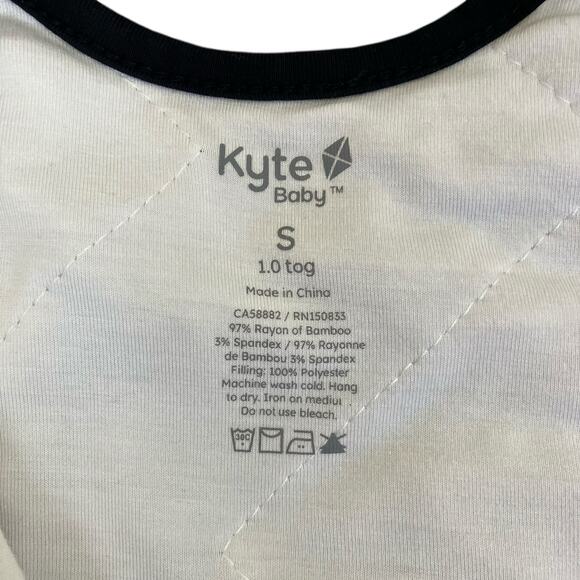 Kyte
Baby™
S
1.0 tog
Made in China
CA58882 / RN150833
97% Rayon of Bamboo
3% Spandex / 97% Rayonne
de Bambou 3% Spandex
Filling: 100% Polyester
Machine wash cold. Hang
to dry. Iron on mediu
Do not use bleach.
30C